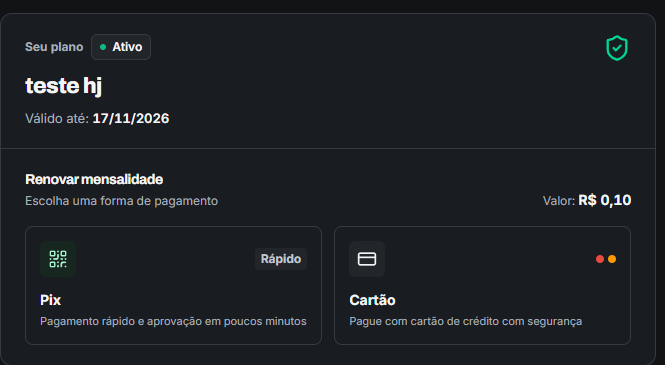 Seu plano Ativo
teste hj
Válido até: 17/11/2026
Renovar mensalidade
Escolha uma forma de pagamento
Valor: R$ 0,10
Rápido
Pix
Pagamento rápido e aprovação em poucos minutos
Cartão
Pague com cartão de crédito com segurança